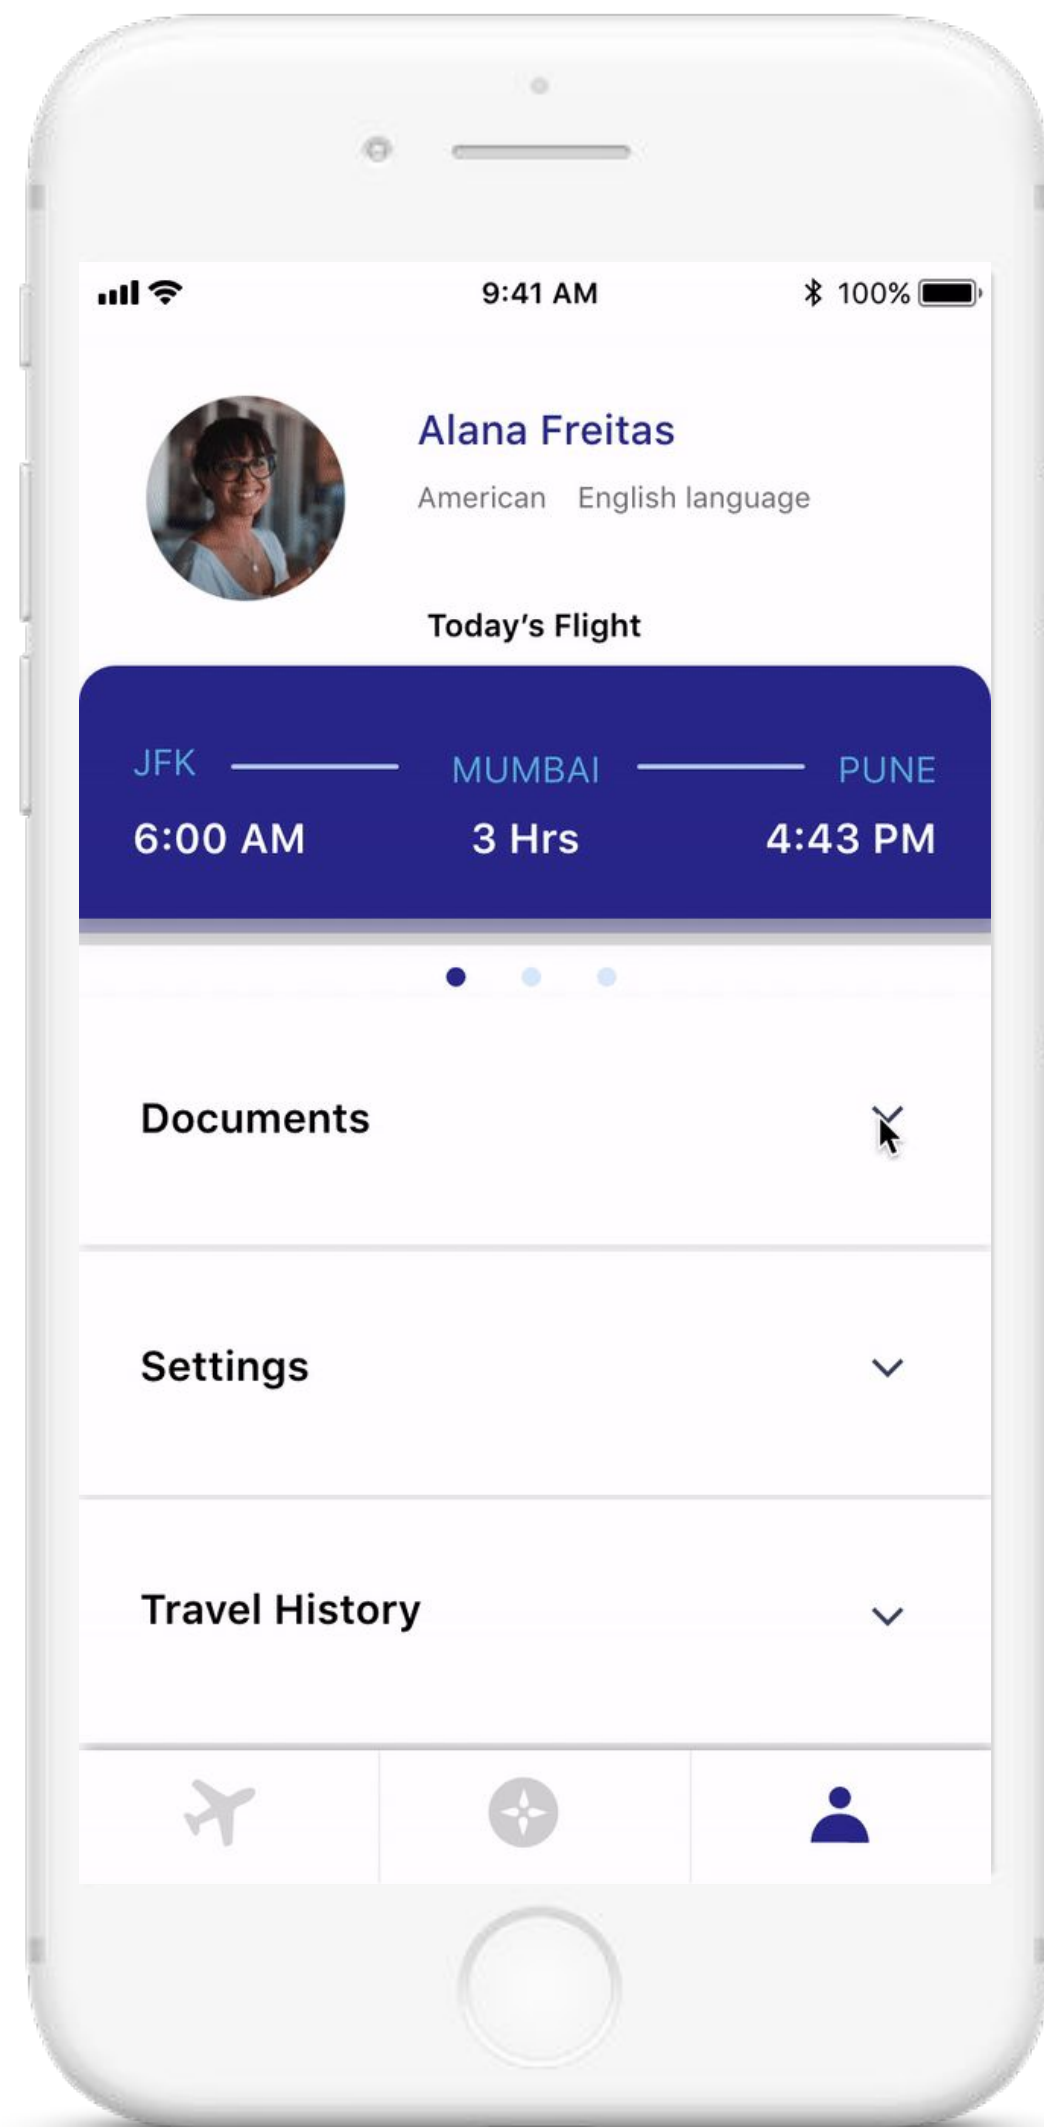 9:41 AM 100%
Alana Freitas
American English language
Today’s Flight
JFK MUMBAI PUNE
6:00 AM 3 Hrs 4:43 PM
Documents
Settings
Travel History